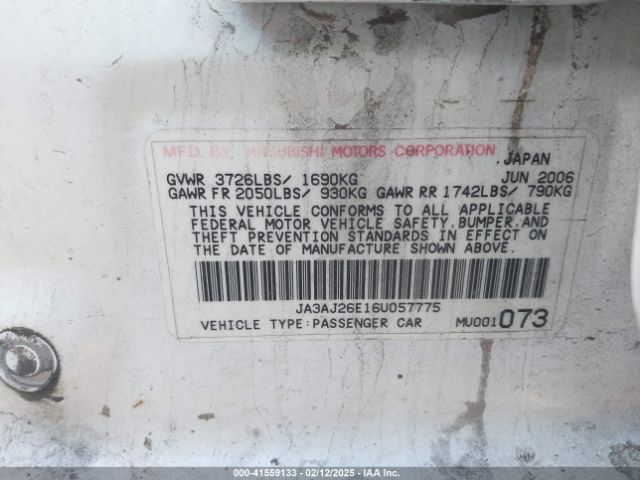 MFD. BY MITSUBISHI MOTORS CORPORATION
, JAPAN
GVWR 3726LBS/ 1690KG JUN 2006
GAWR FR 2050LBS/ 930KG GAWR RR 1742LBS/ 790KG
THIS VEHICLE CONFORMS TO ALL APPLICABLE
FEDERAL MOTOR VEHICLE SAFETY, BUMPER, AND
THEFT PREVENTION STANDARDS IN EFFECT ON
THE DATE OF MANUFACTURE SHOWN ABOVE.
JA3AJ26E16U057775
VEHICLE TYPE: PASSENGER CAR MU001073
000-41559133 - 02/12/2025 - IAA Inc.